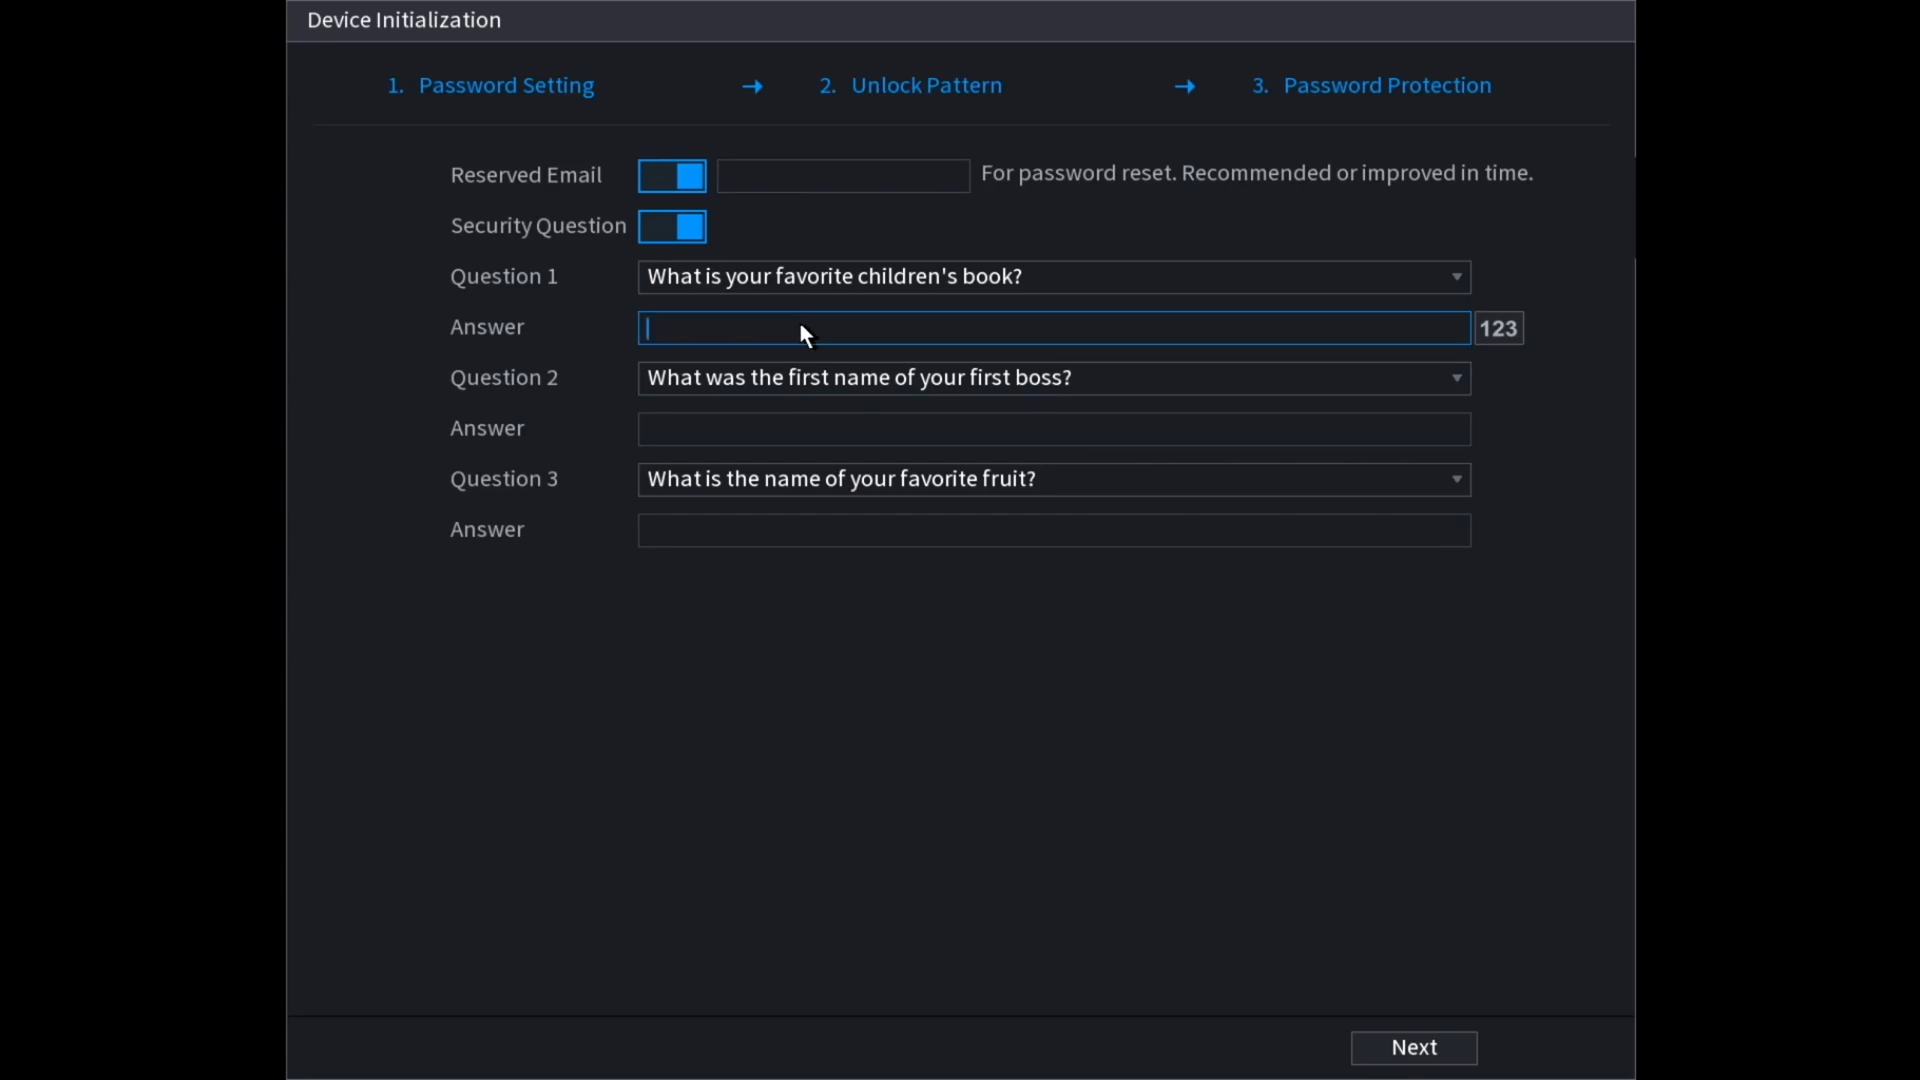 Device Initialization
1. Password Setting → 2. Unlock Pattern → 3. Password Protection
Reserved Email For password reset. Recommended or improved in time.
Security Question
Question 1 What is your favorite children's book?
Answer 123
Question 2 What was the first name of your first boss?
Answer
Question 3 What is the name of your favorite fruit?
Answer
Next